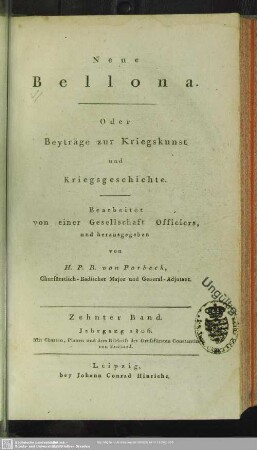 Neue
Bellona.
Oder
Beyträge zur Kriegskunst
und
Kriegsgeschichte.
Bearbeitet
von einer Gesellschaft Officiers,
und herausgegeben
von
H. P. R. von Porbeck,
Churfürstlich-Badischer Major und General-Adjutant.
Zehnter Band.
Jahrgang 1806.
Mit Charten, Planen und dem Bildniss des Großfürsten Constantin
von Rußland.
Leipzig,
bey Johann Conrad Hinrichs.
Ungültig